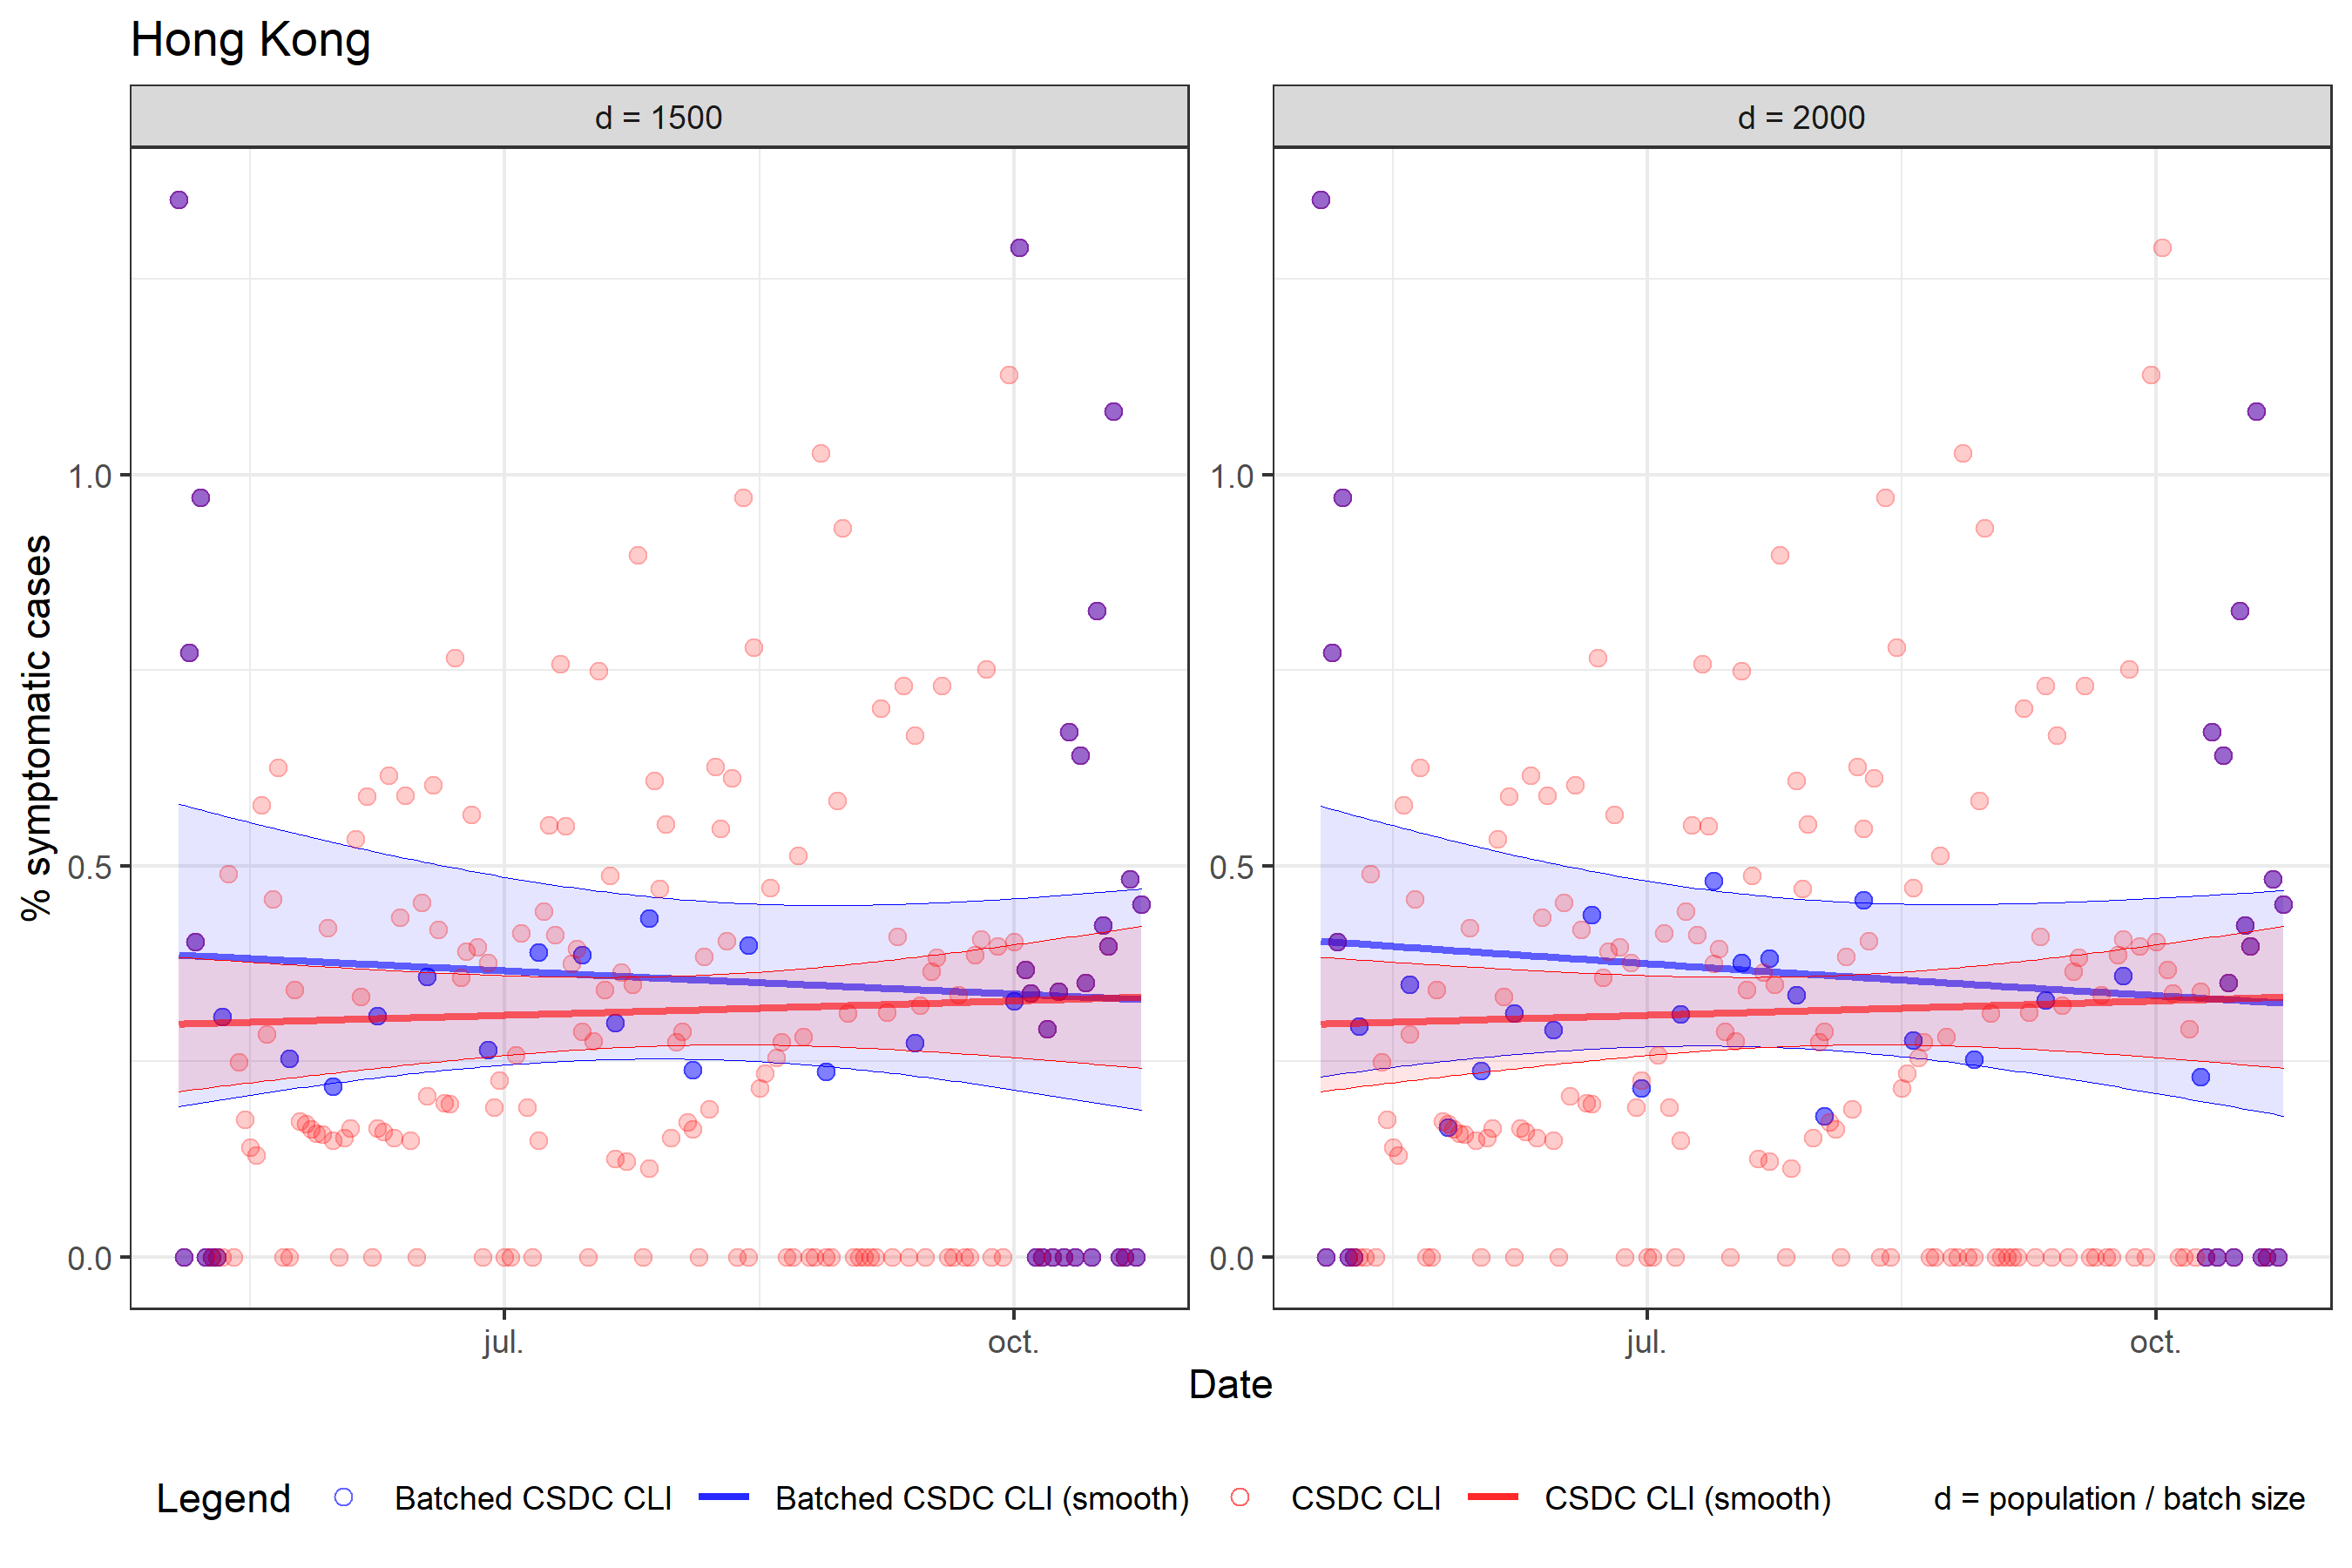 Hong Kong
d = 1500
d = 2000
% symptomatic cases
1.0
0.5
0.0
1.0
0.5
0.0
jul.
oct.
jul.
oct.
Date
Legend
Batched CSDC CLI
Batched CSDC CLI (smooth)
CSDC CLI
CSDC CLI (smooth)
d = population / batch size